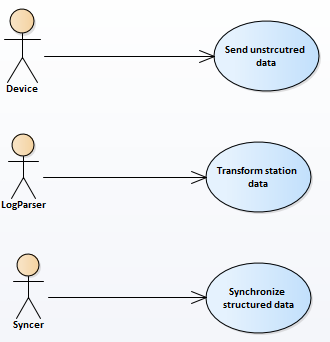 Send unstrcutred
data
Device
Transform station
data
LogParser
Synchronize
structured data
Syncer